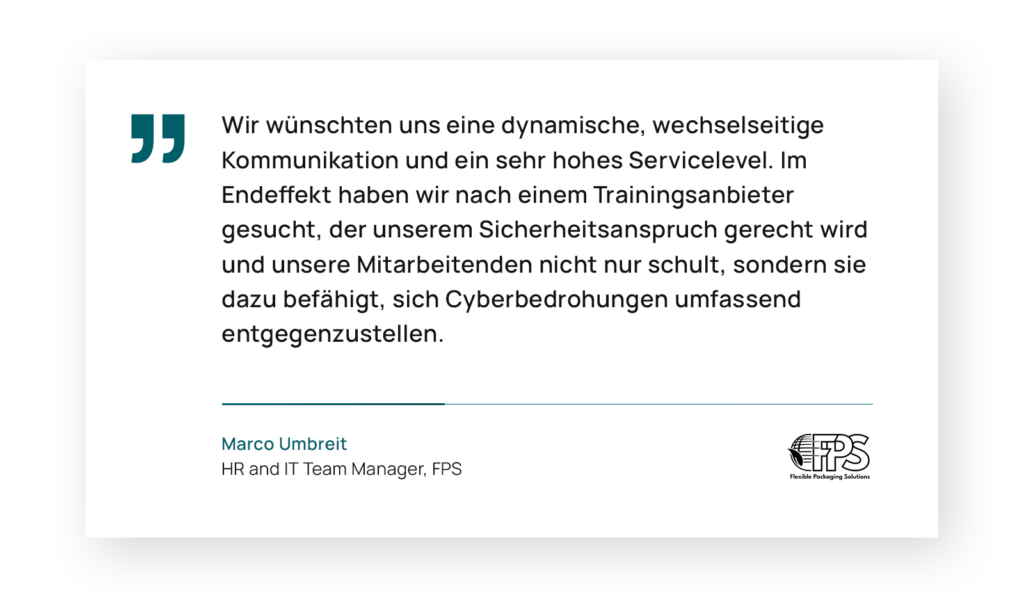 Wir wünschten uns eine dynamische, wechselseitige
Kommunikation und ein sehr hohes Servicelevel. Im
Endeffekt haben wir nach einem Trainingsanbieter
gesucht, der unserem Sicherheitsanspruch gerecht wird
und unsere Mitarbeitenden nicht nur schult, sondern sie
dazu befähigt, sich Cyberbedrohungen umfassend
entgegenzustellen.
Marco Umbreit
HR and IT Team Manager, FPS
FPS
Flexible Packaging Solutions